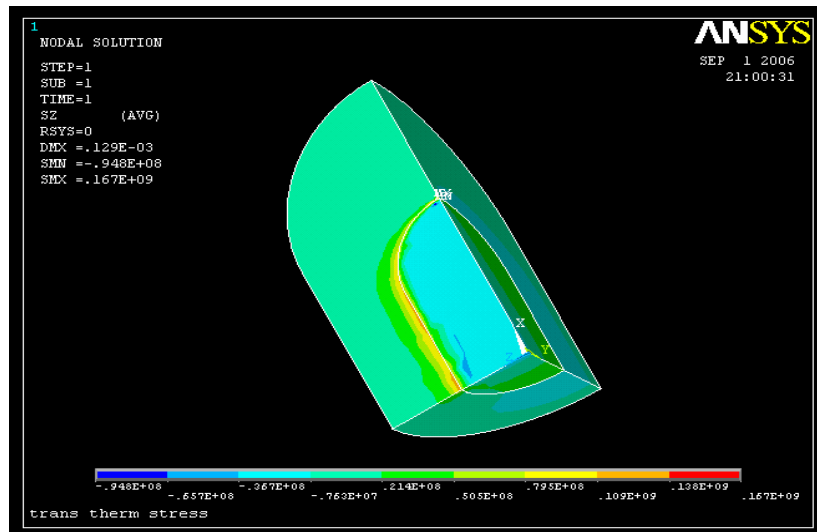 1
NODAL SOLUTION
STEP=1
SUB =1
TIME=1
SZ (AVG)
RSYS=0
DMX =.129E-03
SMN =-.948E+08
SMX =.167E+09
ANSYS
SEP 1 2006
21:00:31
X
Y
Z
-.948E+08 -.367E+08 .214E+08 .795E+08 .138E+09
-.657E+08 -.763E+07 .505E+08 .109E+09 .167E+09
trans therm stress